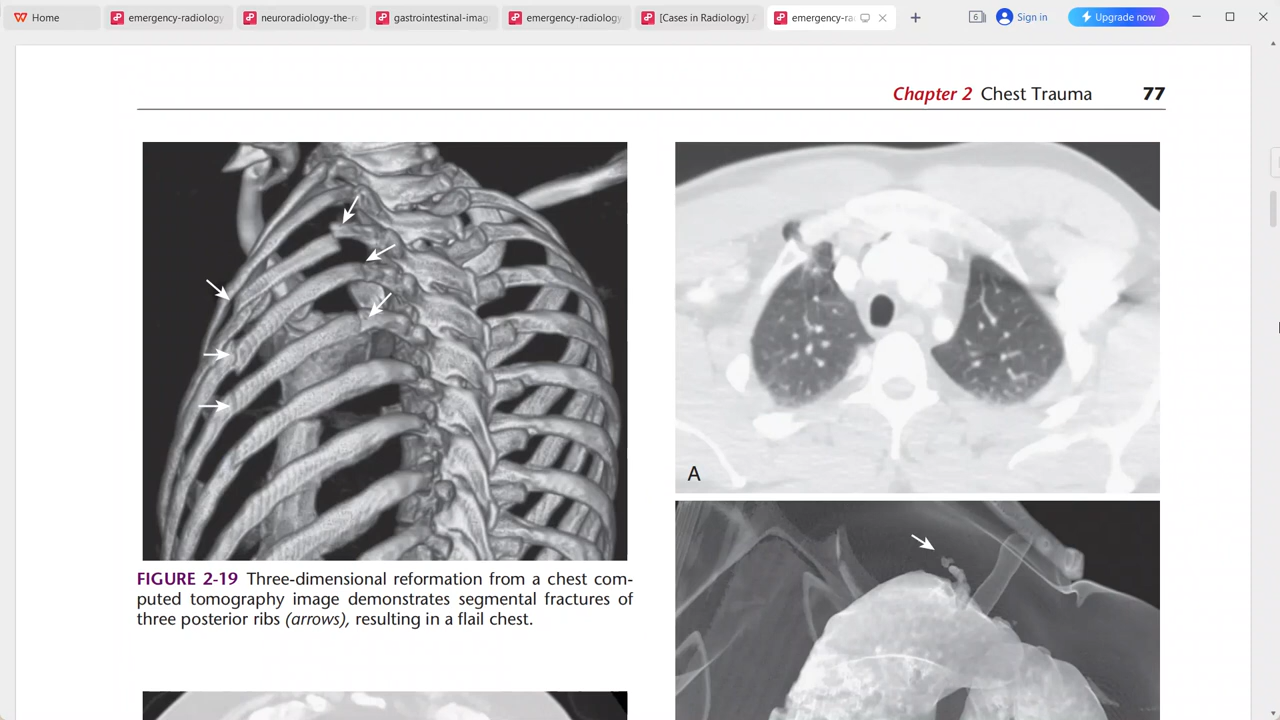 Home
emergency-radiology
neuroradiology-the-r
gastrointestinal-imag
emergency-radiology
[Cases in Radiology]
emergency-ra
6
Sign in
Upgrade now
Chapter 2 Chest Trauma 77
A
FIGURE 2-19 Three-dimensional reformation from a chest com-
puted tomography image demonstrates segmental fractures of
three posterior ribs (arrows), resulting in a flail chest.